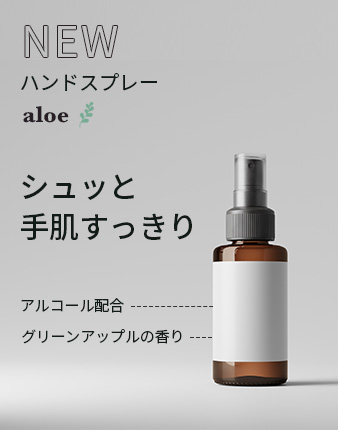 NEW
ハンドスプレー
aloe
シュッと
手肌すっきり
アルコール配合
グリーンアップルの香り